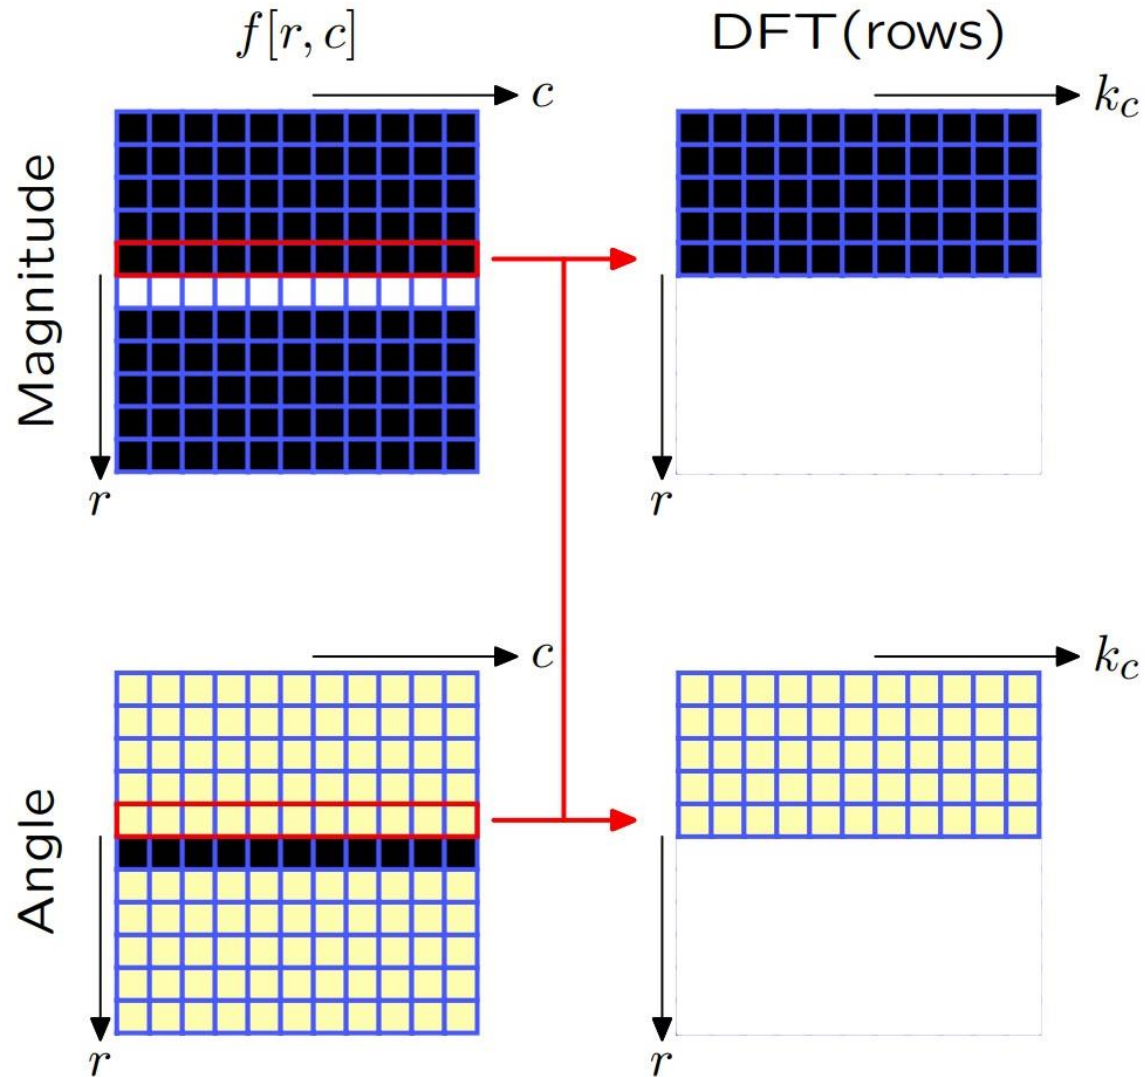 f[r, c]
DFT(rows)
c
k_c
Magnitude
r
r
c
k_c
Angle
r
r